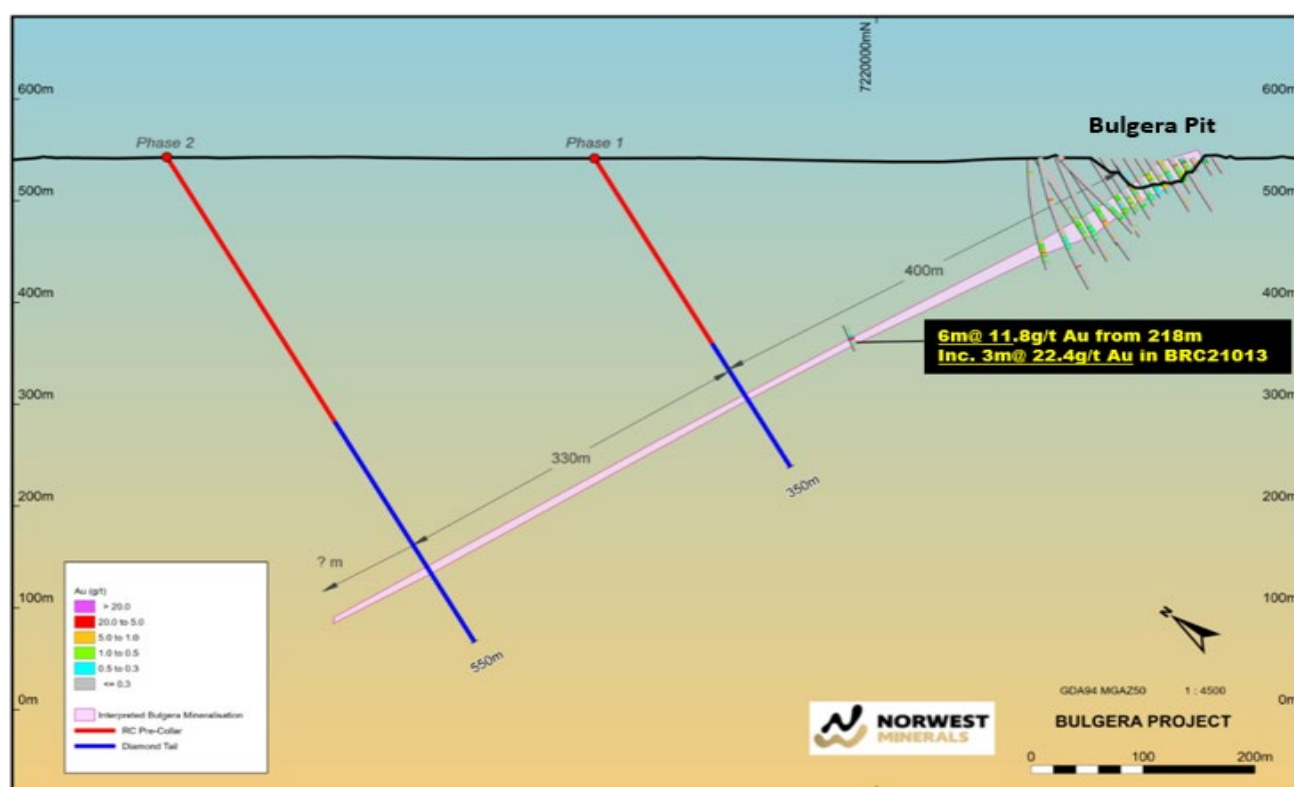 7220000mN
600m
600m
Bulgera Pit
Phase 2
Phase 1
500m
500m
400m
400m
400m
6m@ 11.8g/t Au from 218m
Inc. 3m@ 22.4g/t Au in BRC21013
300m
300m
330m
350m
200m
200m
? m
100m
100m
550m
Au (g/t)
> 20.0
20.0 to 5.0
5.0 to 1.0
1.0 to 0.5
0.5 to 0.3
<= 0.3
Interpreted Bulgera Mineralisation
RC Pre-Collar
Diamond Tail
N
0m
0m
GDA94 MGAZ50 1 : 4500
NORWEST
MINERALS
BULGERA PROJECT
0 100 200m